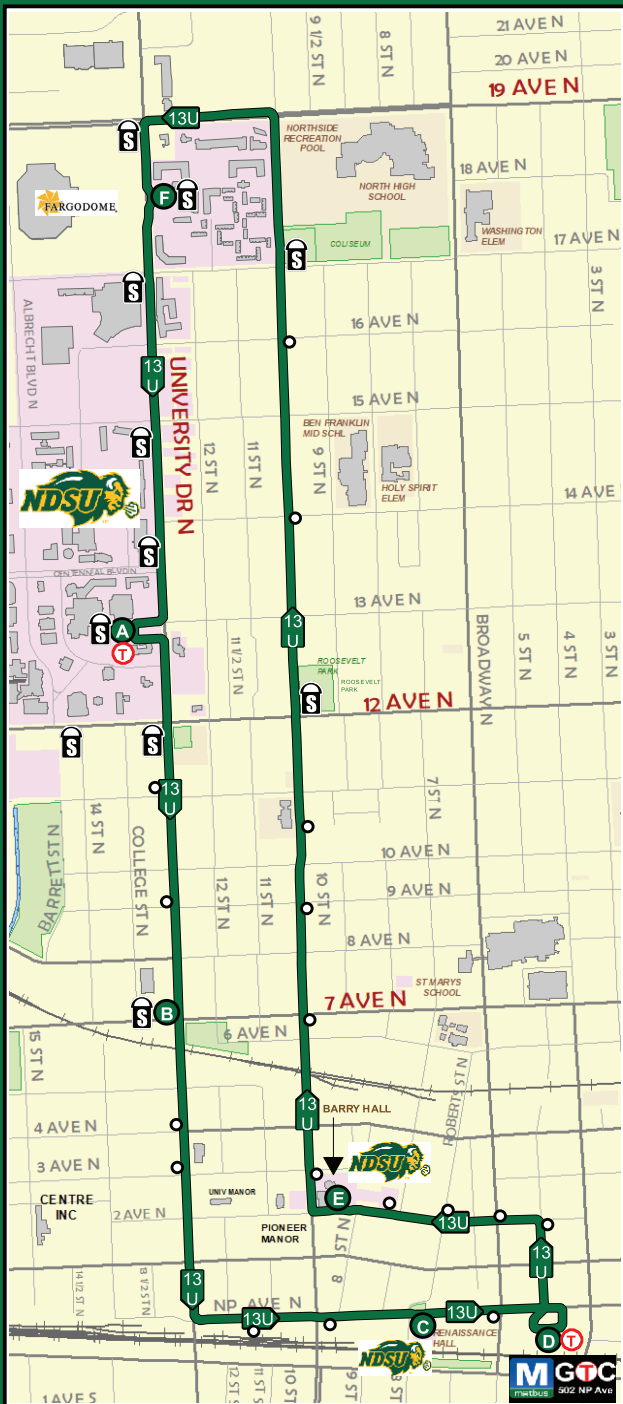 21 AVE N
20 AVE N
19 AVE N
9 1/2 ST N
8 ST N
13U
NORTHSIDE
RECREATION
POOL
NORTH HIGH
SCHOOL
18 AVE N
WASHINGTON
ELEM
17 AVE N
S
F
S
FARGODOME
COLISEUM
S
S
3 ST N
ALBRECHT BLVD N
16 AVE N
13
U
UNIVERSITY DR N
15 AVE N
BEN FRANKLIN
MID SCHL
HOLY SPIRIT
ELEM
S
12 ST N
11 ST N
9 ST N
NDSU
14 AVE
S
CENTENNIAL BLVD N
13 AVE N
S
A
T
13
U
11 1/2 ST N
ROOSEVELT
PARK
ROOSEVELT
PARK
S
12 AVE N
BROADWAY N
5 ST N
4 ST N
3 ST N
S
S
13
U
7 ST N
14 ST N
COLLEGE ST N
BARRETT ST N
10 AVE N
9 AVE N
12 ST N
11 ST N
10 ST N
8 AVE N
ST MARYS
SCHOOL
7 AVE N
S
B
6 AVE N
15 ST N
ROBERTS ST N
13
U
BARRY HALL
4 AVE N
3 AVE N
NDSU
UNIV MANOR
E
CENTRE
INC
2 AVE N
PIONEER
MANOR
8 ST N
13U
13
U
14 1/2 ST N
13 1/2 ST N
13
U
NP AVE N
13U
13U
C
RENAISSANCE
HALL
D
T
NDSU
M
matbus
GTC
502 NP Ave
1 AVE S
12 ST S
11 ST S
10 ST
9 ST S
8 ST S